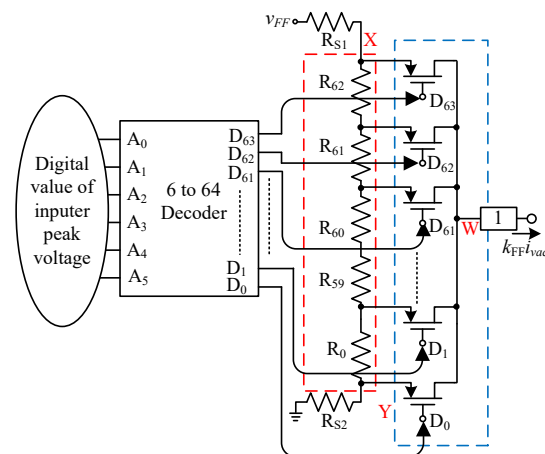 v_FF
R_S1
X
R_62
D_63
A_0
D_63
D_62
D_62
R_61
A_1
D_61
Digital
value of
inputer
peak
voltage
A_2
6 to 64
Decoder
A_3
R_60
D_61
W
1
k_FF i_vac
A_4
D_1
R_59
A_5
D_0
R_0
D_1
R_S2
Y
D_0